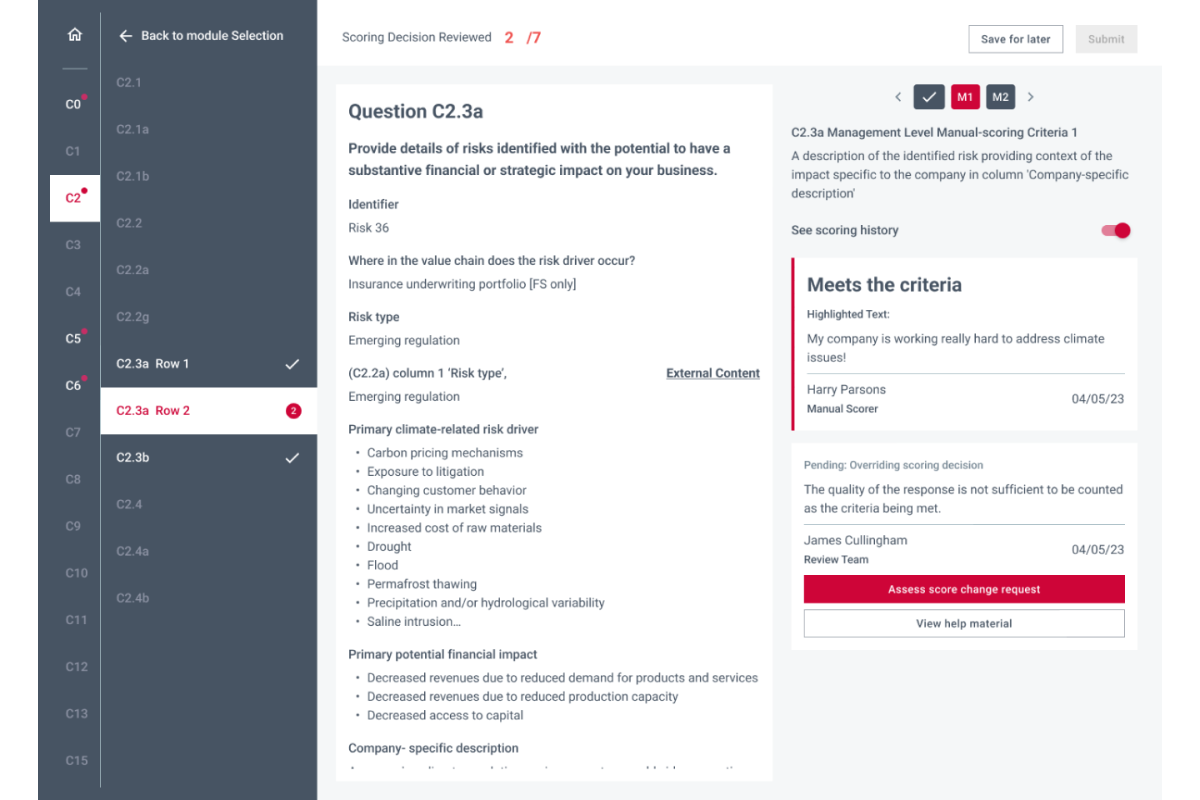 C0
C1
C2
C3
C4
C5
C6
C7
C8
C9
C10
C11
C12
C13
C15
Back to module Selection
C2.1
C2.1a
C2.1b
C2.2
C2.2a
C2.2g
C2.3a Row 1
C2.3a Row 2
2
C2.3b
C2.4
C2.4a
C2.4b
Scoring Decision Reviewed 2 /7
Save for later
Submit
Question C2.3a
Provide details of risks identified with the potential to have a
substantive financial or strategic impact on your business.
Identifier
Risk 36
Where in the value chain does the risk driver occur?
Insurance underwriting portfolio [FS only]
Risk type
Emerging regulation
(C2.2a) column 1 'Risk type',
External Content
Emerging regulation
Primary climate-related risk driver
• Carbon pricing mechanisms
• Exposure to litigation
• Changing customer behavior
• Uncertainty in market signals
• Increased cost of raw materials
• Drought
• Flood
• Permafrost thawing
• Precipitation and/or hydrological variability
• Saline intrusion...
Primary potential financial impact
• Decreased revenues due to reduced demand for products and services
• Decreased revenues due to reduced production capacity
• Decreased access to capital
Company- specific description
M1
M2
C2.3a Management Level Manual-scoring Criteria 1
A description of the identified risk providing context of the
impact specific to the company in column 'Company-specific
description'
See scoring history
Meets the criteria
Highlighted Text:
My company is working really hard to address climate
issues!
Harry Parsons
Manual Scorer
04/05/23
Pending: Overriding scoring decision
The quality of the response is not sufficient to be counted
as the criteria being met.
James Cullingham
Review Team
04/05/23
Assess score change request
View help material